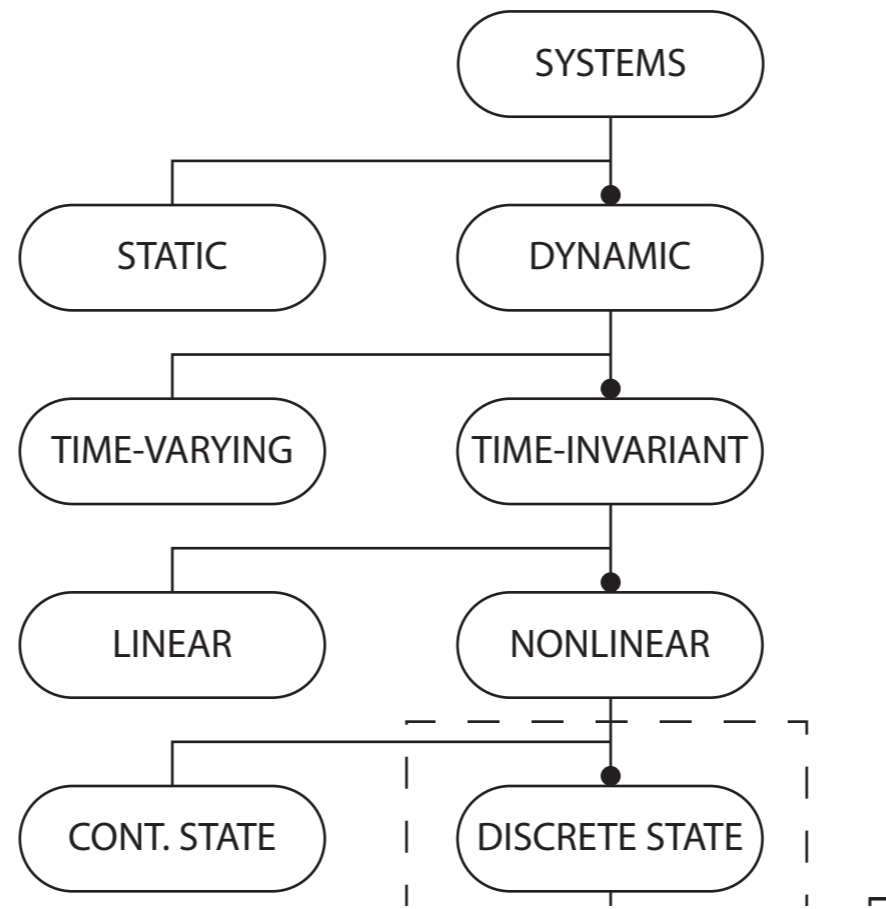 SYSTEMS
STATIC
DYNAMIC
TIME-VARYING
TIME-INVARIANT
LINEAR
NONLINEAR
CONT. STATE
DISCRETE STATE